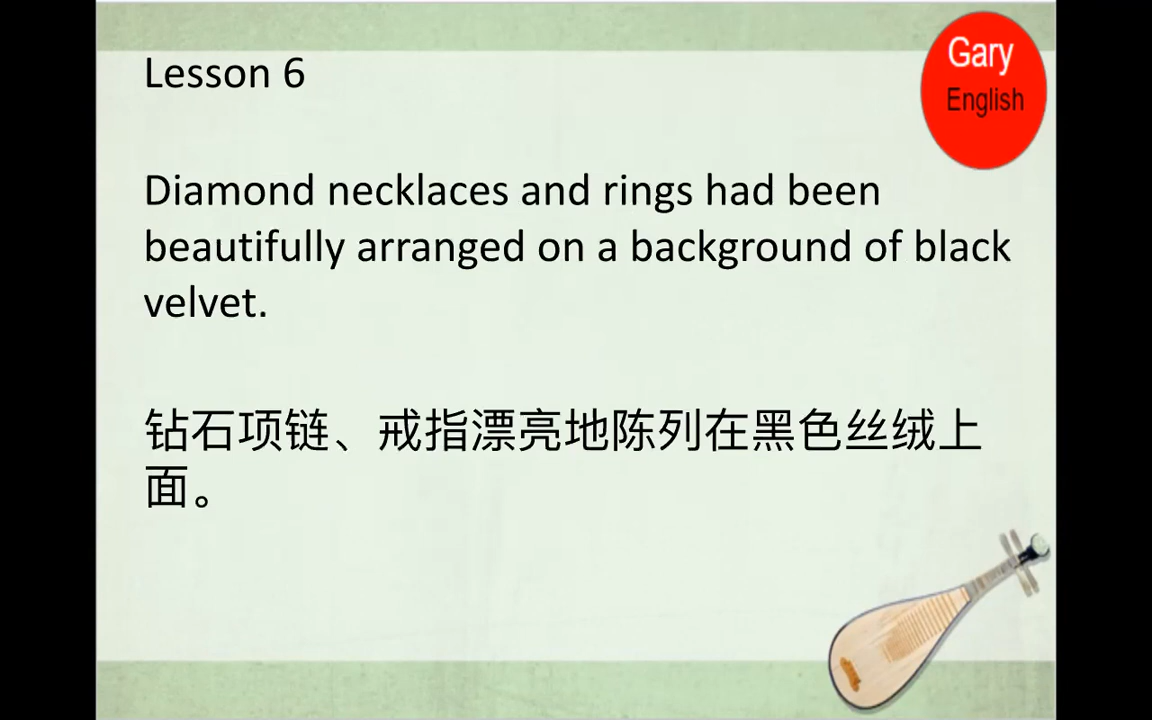 Lesson 6
Gary
English
Diamond necklaces and rings had been
beautifully arranged on a background of black
velvet.
钻石项链、戒指漂亮地陈列在黑色丝绒上
面。